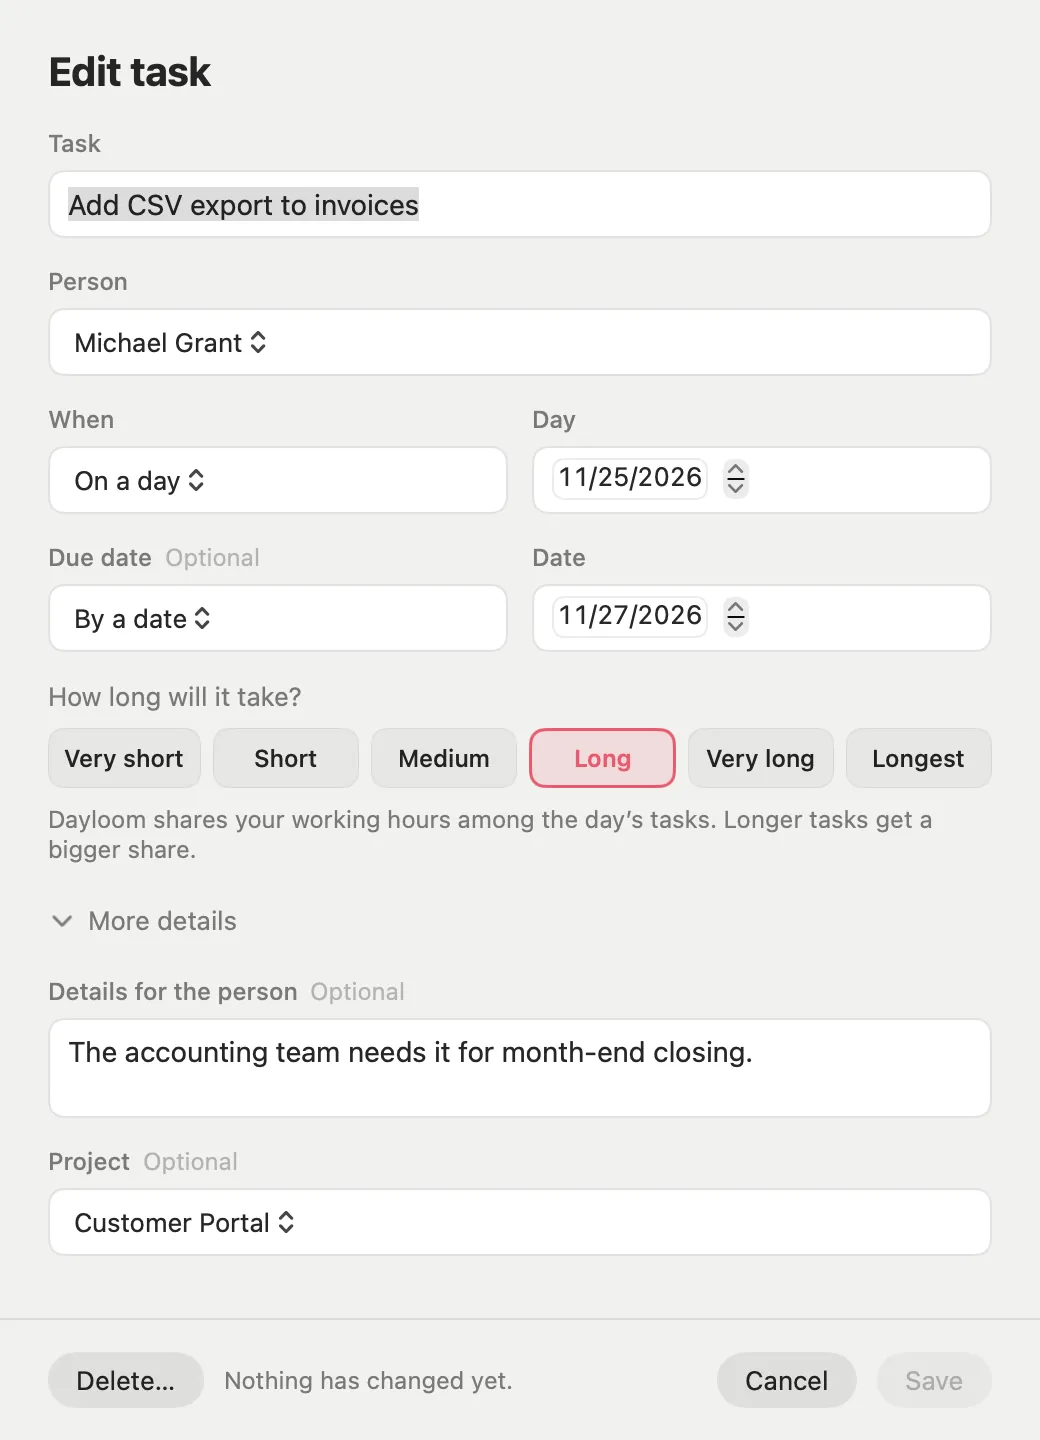 Edit task
Task
Add CSV export to invoices
Person
Michael Grant
When
Day
On a day
11/25/2026
Due date Optional
Date
By a date
11/27/2026
How long will it take?
Very short
Short
Medium
Long
Very long
Longest
Dayloom shares your working hours among the day’s tasks. Longer tasks get a
bigger share.
More details
Details for the person Optional
The accounting team needs it for month-end closing.
Project Optional
Customer Portal
Delete...
Nothing has changed yet.
Cancel
Save